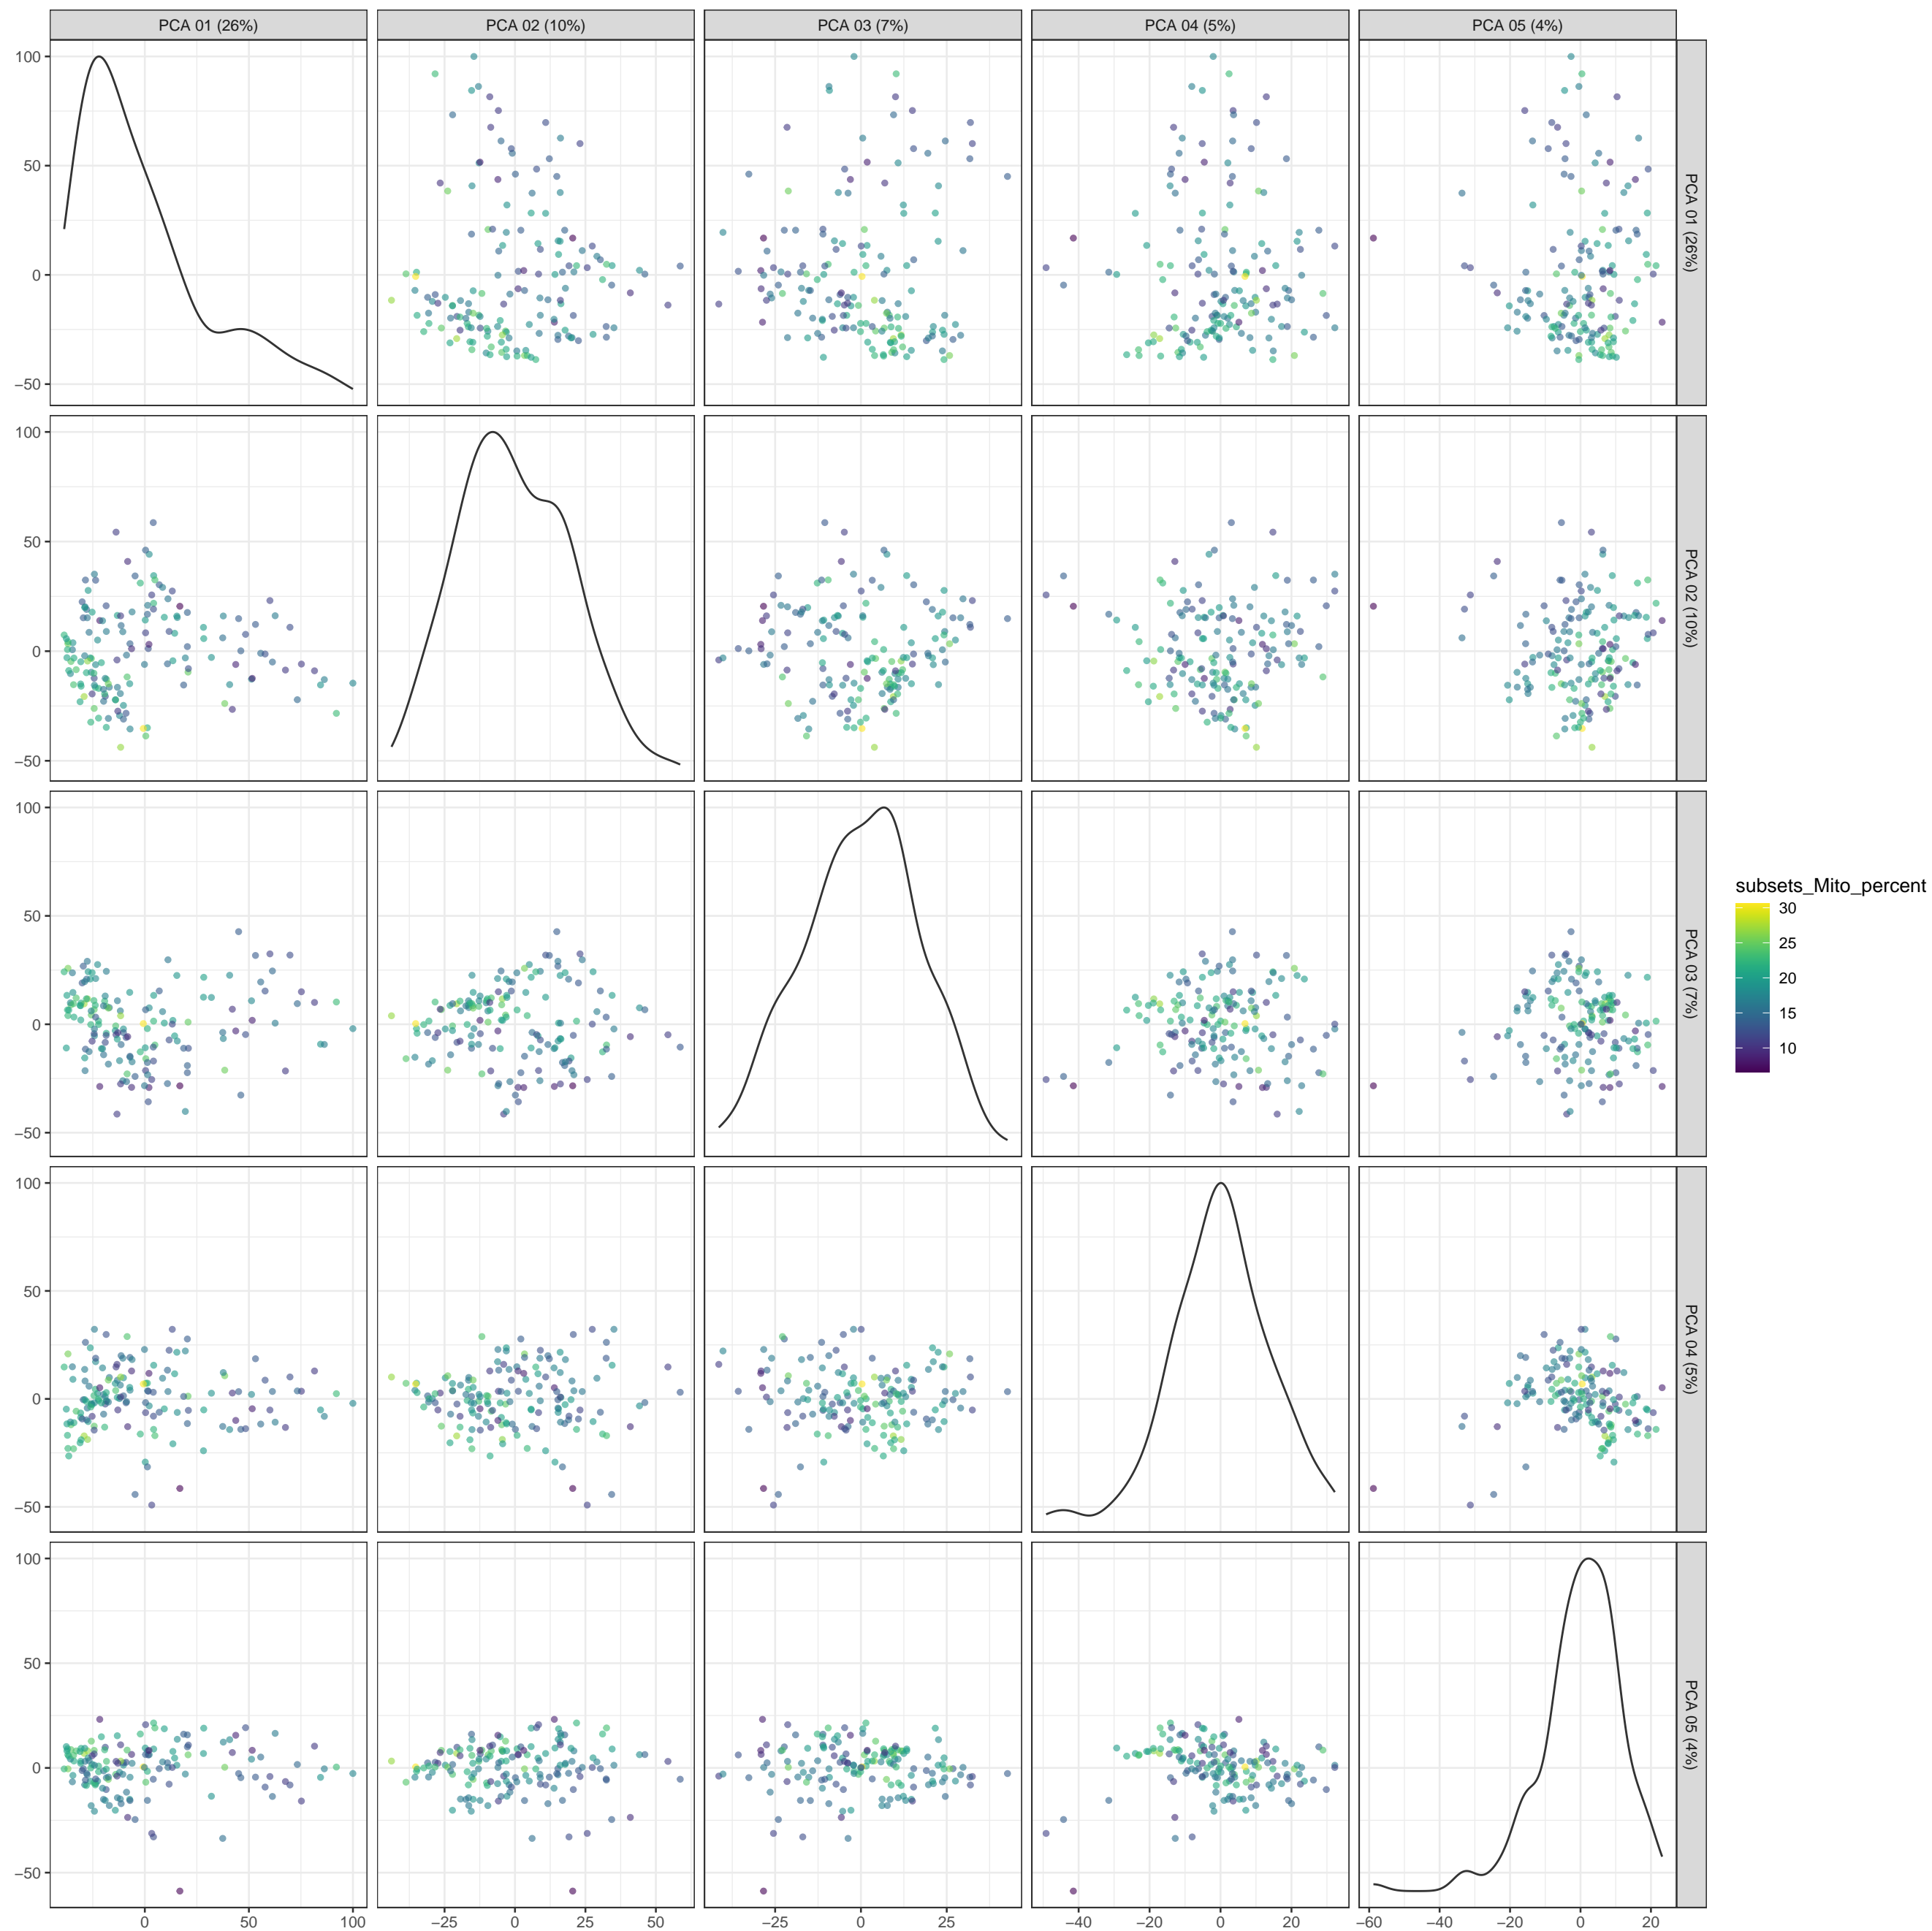 PCA 01 (26%)
PCA 02 (10%)
PCA 03 (7%)
PCA 04 (5%)
PCA 05 (4%)
100
50
0
−50
PCA 01 (26%)
100
50
0
−50
PCA 02 (10%)
100
50
0
−50
PCA 03 (7%)
100
50
0
−50
PCA 04 (5%)
100
50
0
−50
PCA 05 (4%)
0 50 100
−25 0 25 50
−25 0 25
−40 −20 0 20
−60 −40 −20 0 20
subsets_Mito_percent
30
25
20
15
10